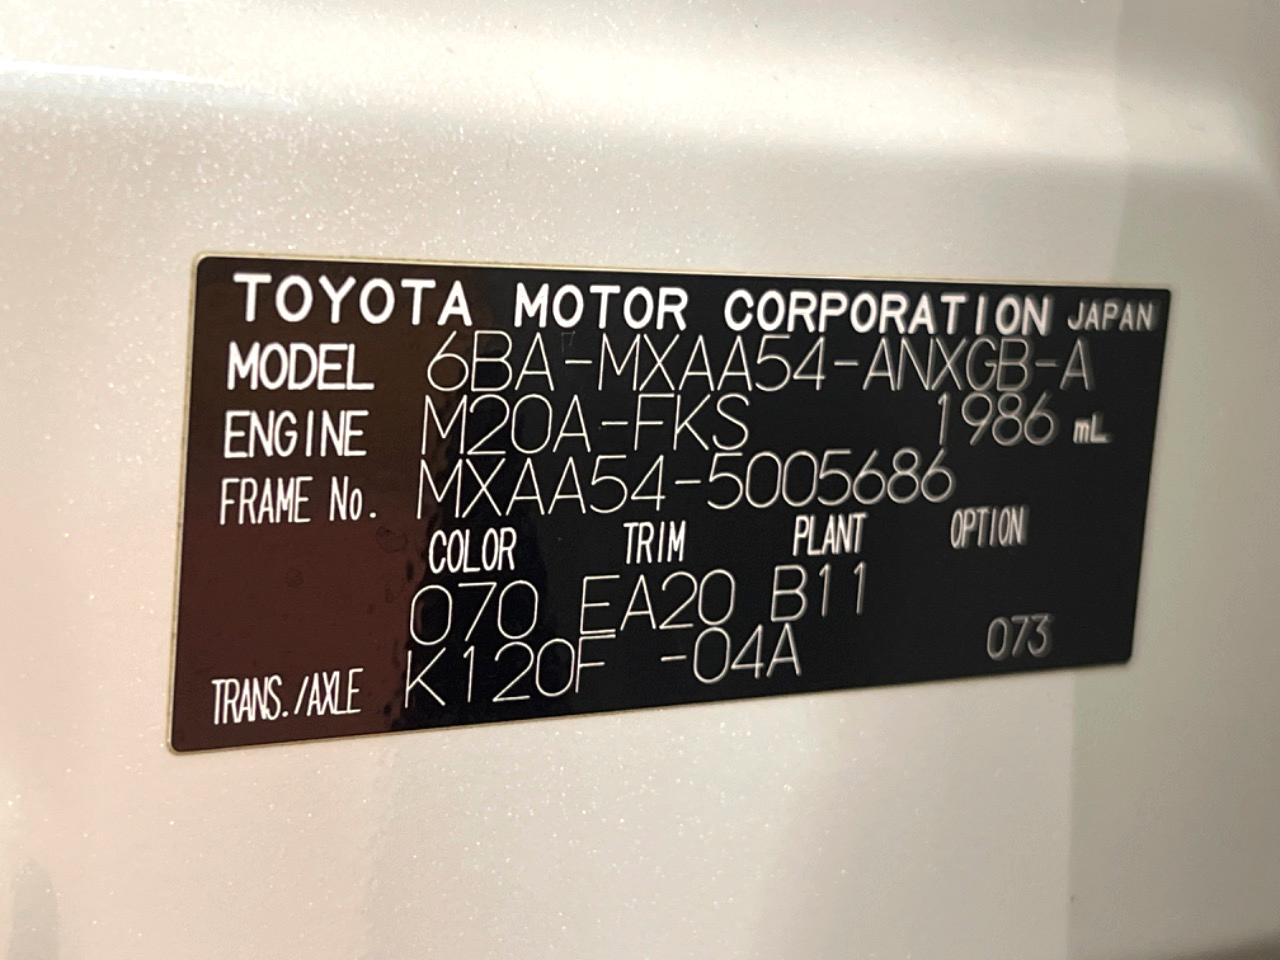 TOYOTA MOTOR CORPORATION JAPAN
MODEL 6BA-MXAA54-ANXGB-A
ENGINE M20A-FKS 1986 mL
FRAME No. MXAA54-5005686
COLOR TRIM PLANT OPTION
070 EA20 B11
TRANS./AXLE K120F -04A 073